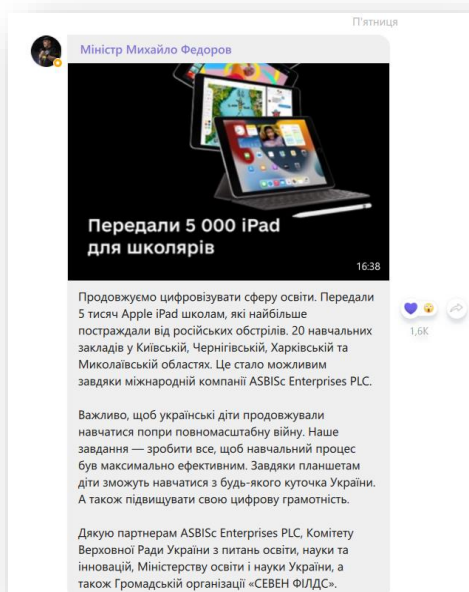 П'ятниця
Міністр Михайло Федоров
Передали 5 000 iPad
для школярів
16:38
Продовжуємо цифровізувати сферу освіти. Передали
5 тисяч Apple iPad школам, які найбільше
постраждали від російських обстрілів. 20 навчальних
закладів у Київській, Чернігівській, Харківській та
Миколаївській областях. Це стало можливим
завдяки міжнародній компанії ASBISc Enterprises PLC.
1,6K
Важливо, щоб українські діти продовжували
навчатися попри повномасштабну війну. Наше
завдання — зробити все, щоб навчальний процес
був максимально ефективним. Завдяки планшетам
діти зможуть навчатися з будь-якого куточка України.
А також підвищувати свою цифрову грамотність.
Дякую партнерам ASBISc Enterprises PLC, Комітету
Верховної Ради України з питань освіти, науки та
інновацій, Міністерству освіти і науки України, а
також Громадській організації «СЕВЕН ФІЛДС».